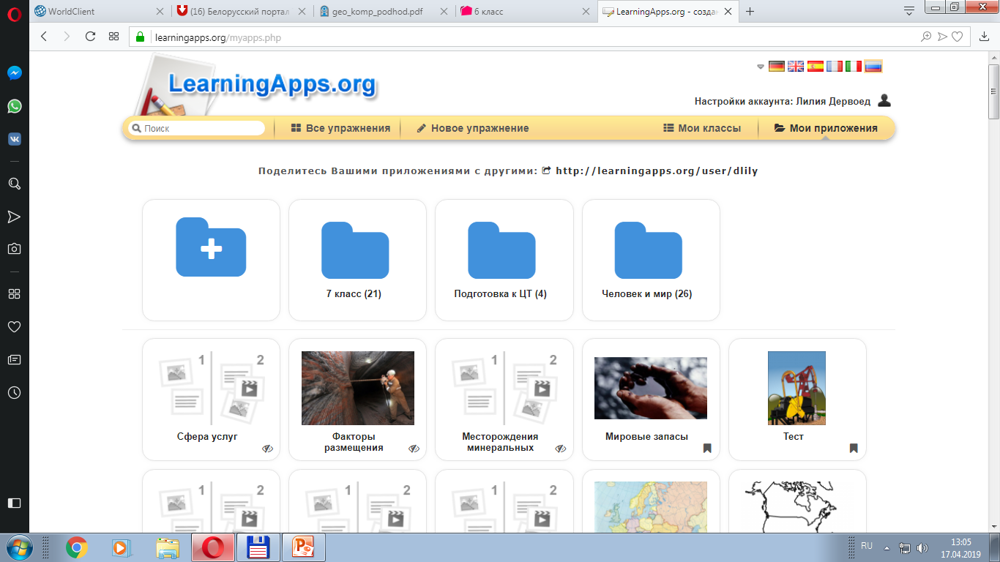 WorldClient
(16) Белорусский портал
geo_komp_podhod.pdf
6 класс
LearningApps.org - создан
learningapps.org/myapps.php
LearningApps.org
Настройки аккаунта: Лилия Дервоед
Поиск
Все упражнения
Новое упражнение
Мои классы
Мои приложения
Поделитесь Вашими приложениями с другими: http://learningapps.org/user/dlily
7 класс (21)
Подготовка к ЦТ (4)
Человек и мир (26)
1 2
1 2
Сфера услуг
Факторы
размещения
Месторождения
минеральных
Мировые запасы
Тест
1 2
1 2
1 2
RU
13:05
17.04.2019